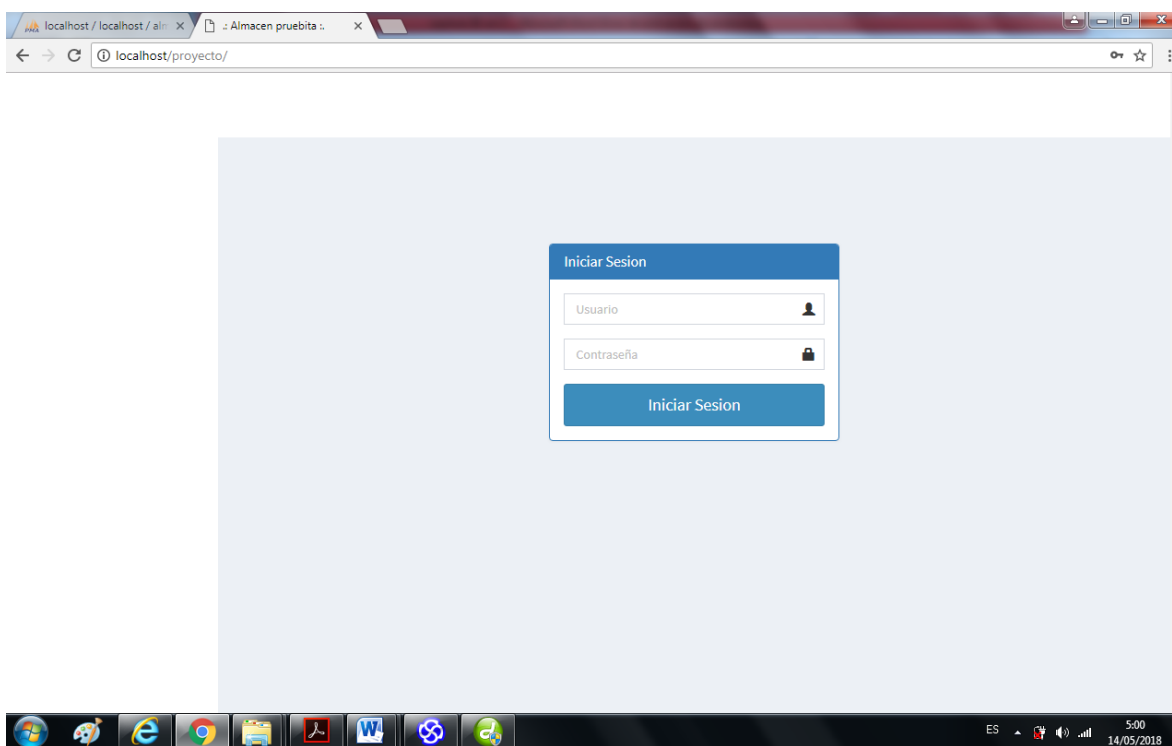 localhost / localhost / aln
.: Almacen pruebita :.
localhost/proyecto/
Iniciar Sesion
Usuario
Contraseña
Iniciar Sesion
ES
5:00
14/05/2018